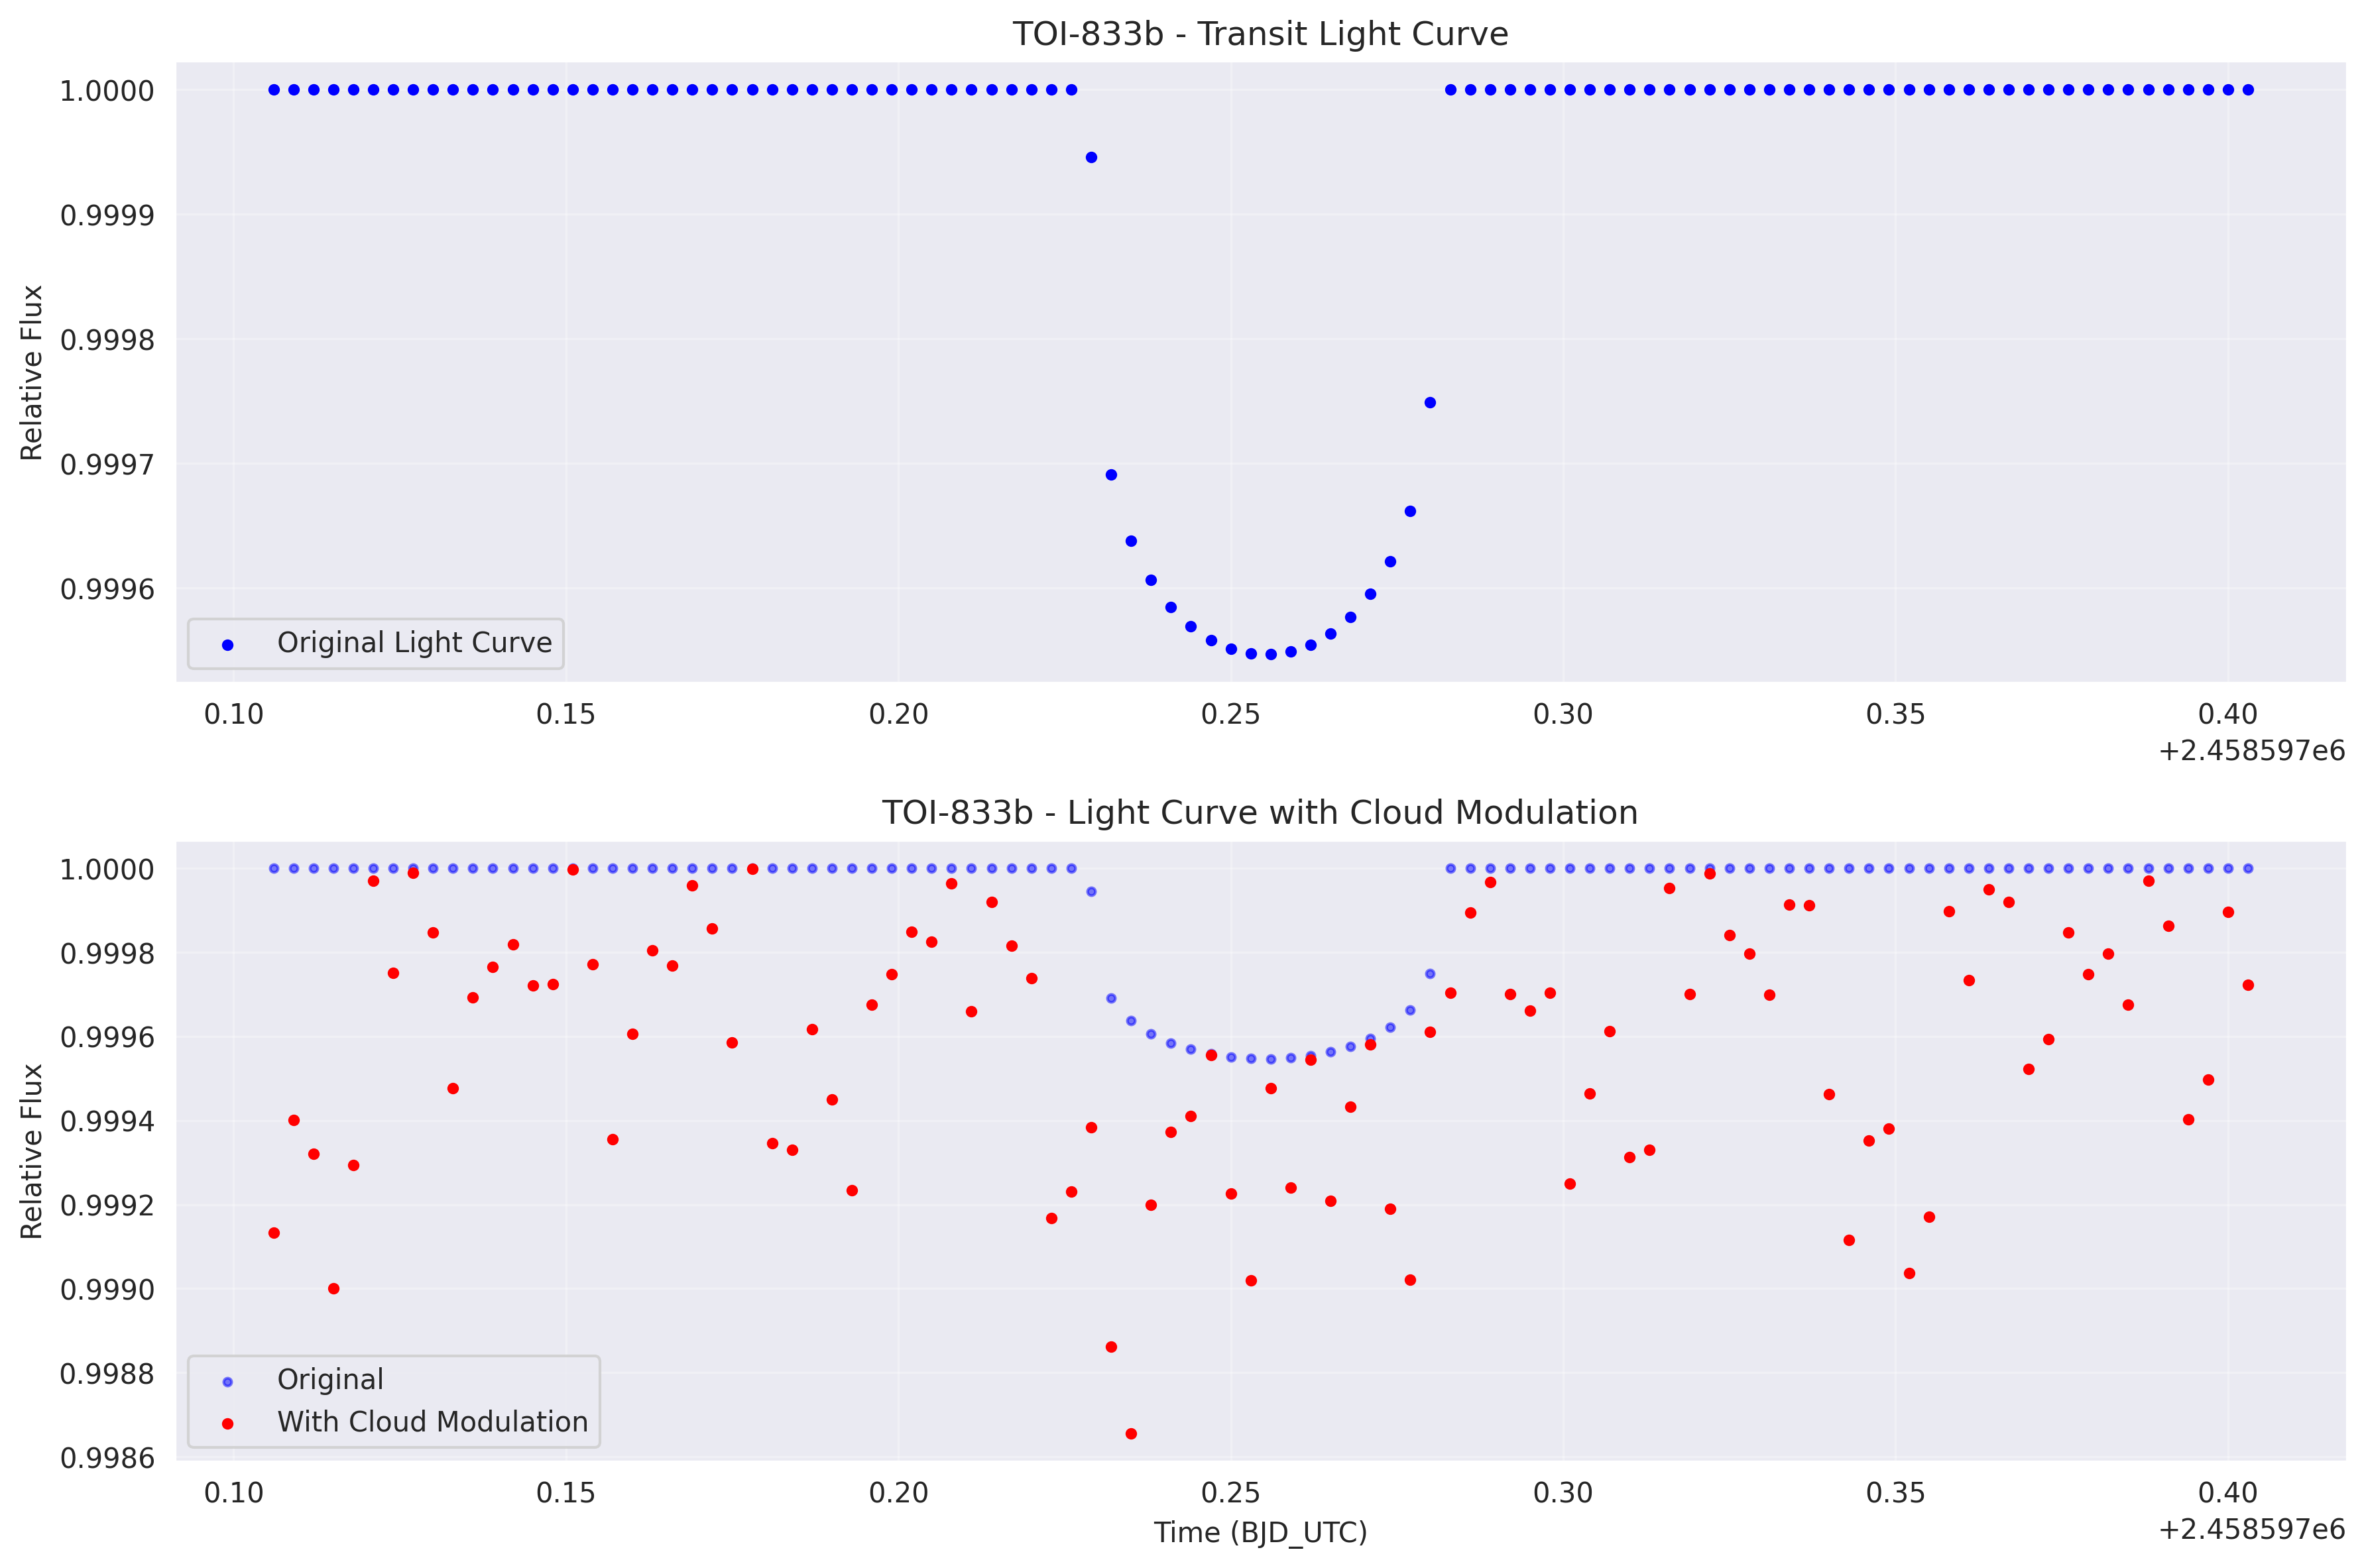 TOI-833b - Transit Light Curve
Relative Flux
1.0000
0.9999
0.9998
0.9997
0.9996
Original Light Curve
0.10 0.15 0.20 0.25 0.30 0.35 0.40
+2.458597e6
TOI-833b - Light Curve with Cloud Modulation
Relative Flux
1.0000
0.9998
0.9996
0.9994
0.9992
0.9990
0.9988
0.9986
Original
With Cloud Modulation
0.10 0.15 0.20 0.25 0.30 0.35 0.40
Time (BJD_UTC)
+2.458597e6